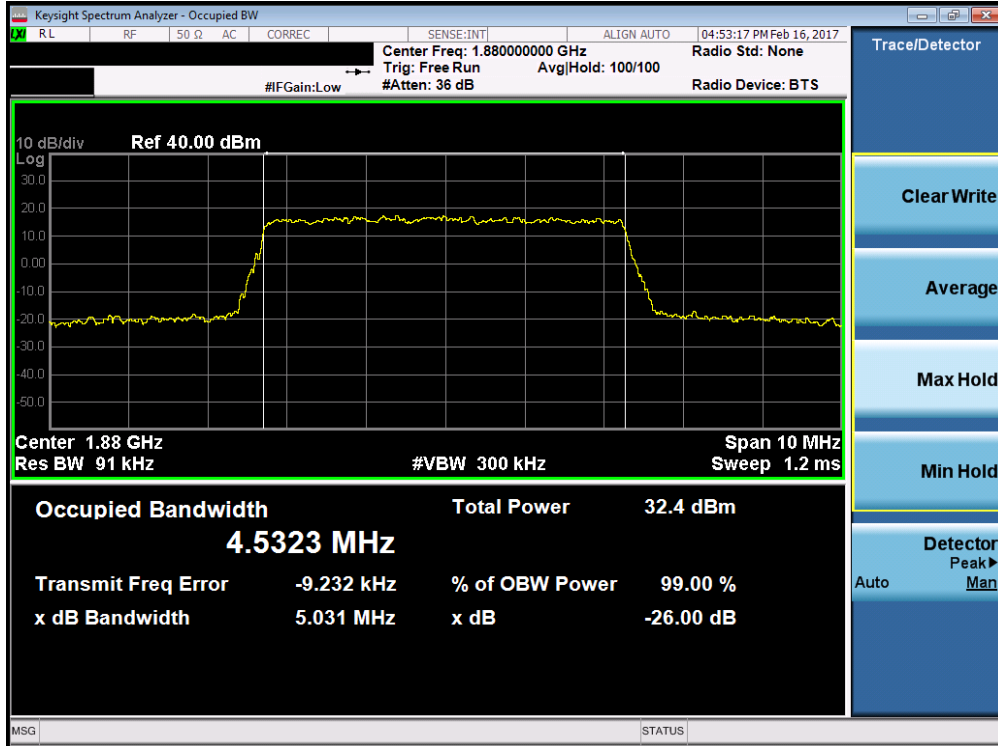 Keysight Spectrum Analyzer - Occupied BW
LXI RL RF 50 Ω AC CORREC SENSE:INT ALIGN AUTO 04:53:17 PM Feb 16, 2017
Center Freq: 1.880000000 GHz Radio Std: None
Trig: Free Run Avg|Hold: 100/100
#IFGain:Low #Atten: 36 dB Radio Device: BTS
10 dB/div Ref 40.00 dBm
Log
30.0
20.0
10.0
0.00
-10.0
-20.0
-30.0
-40.0
-50.0
Center 1.88 GHz Span 10 MHz
Res BW 91 kHz #VBW 300 kHz Sweep 1.2 ms
Occupied Bandwidth Total Power 32.4 dBm
4.5323 MHz
Transmit Freq Error -9.232 kHz % of OBW Power 99.00 %
x dB Bandwidth 5.031 MHz x dB -26.00 dB
MSG STATUS
Trace/Detector
Clear Write
Average
Max Hold
Min Hold
Detector
Peak▶
Auto Man